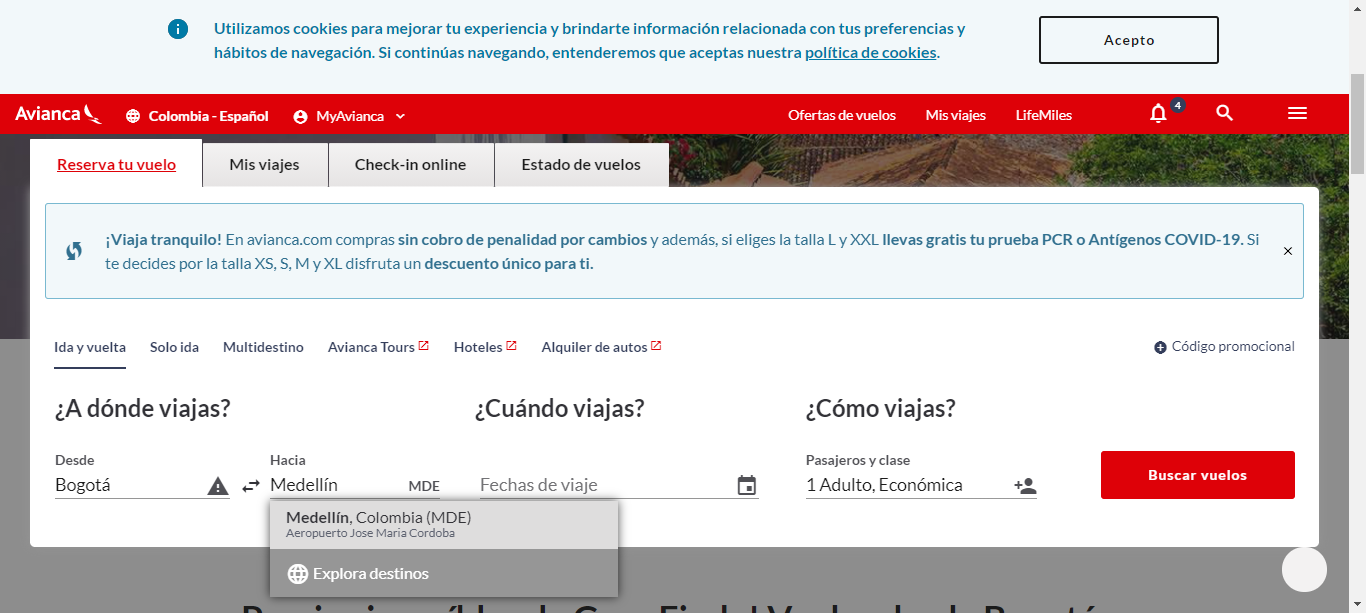 Utilizamos cookies para mejorar tu experiencia y brindarte información relacionada con tus preferencias y
hábitos de navegación. Si continúas navegando, entenderemos que aceptas nuestra política de cookies.
Acepto
Avianca
Colombia - Español
MyAvianca
Ofertas de vuelos
Mis viajes
LifeMiles
4
Reserva tu vuelo
Mis viajes
Check-in online
Estado de vuelos
¡Viaja tranquilo! En avianca.com compras sin cobro de penalidad por cambios y además, si eliges la talla L y XXL llevas gratis tu prueba PCR o Antígenos COVID-19. Si
te decides por la talla XS, S, M y XL disfruta un descuento único para ti.
Ida y vuelta
Solo ida
Multidestino
Avianca Tours
Hoteles
Alquiler de autos
Código promocional
¿A dónde viajas?
¿Cuándo viajas?
¿Cómo viajas?
Desde
Hacia
Pasajeros y clase
Bogotá
Medellín
MDE
Fechas de viaje
1 Adulto, Económica
Buscar vuelos
Medellín, Colombia (MDE)
Aeropuerto Jose Maria Cordoba
Explora destinos